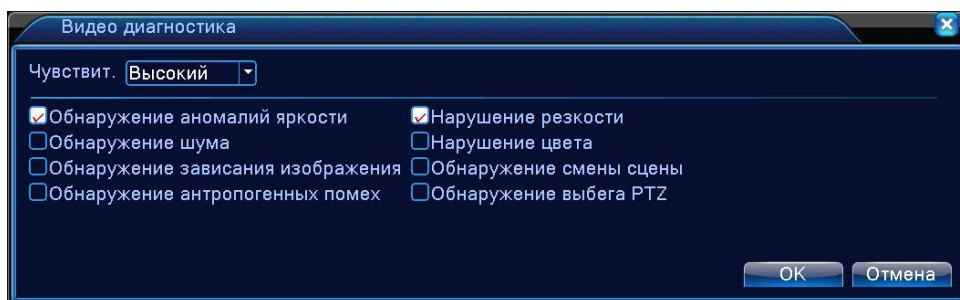 Видео диагностика
Чувствит. Высокий
Обнаружение аномалий яркости Нарушение резкости
Обнаружение шума Нарушение цвета
Обнаружение зависания изображения Обнаружение смены сцены
Обнаружение антропогенных помех Обнаружение выбега PTZ
OK Отмена